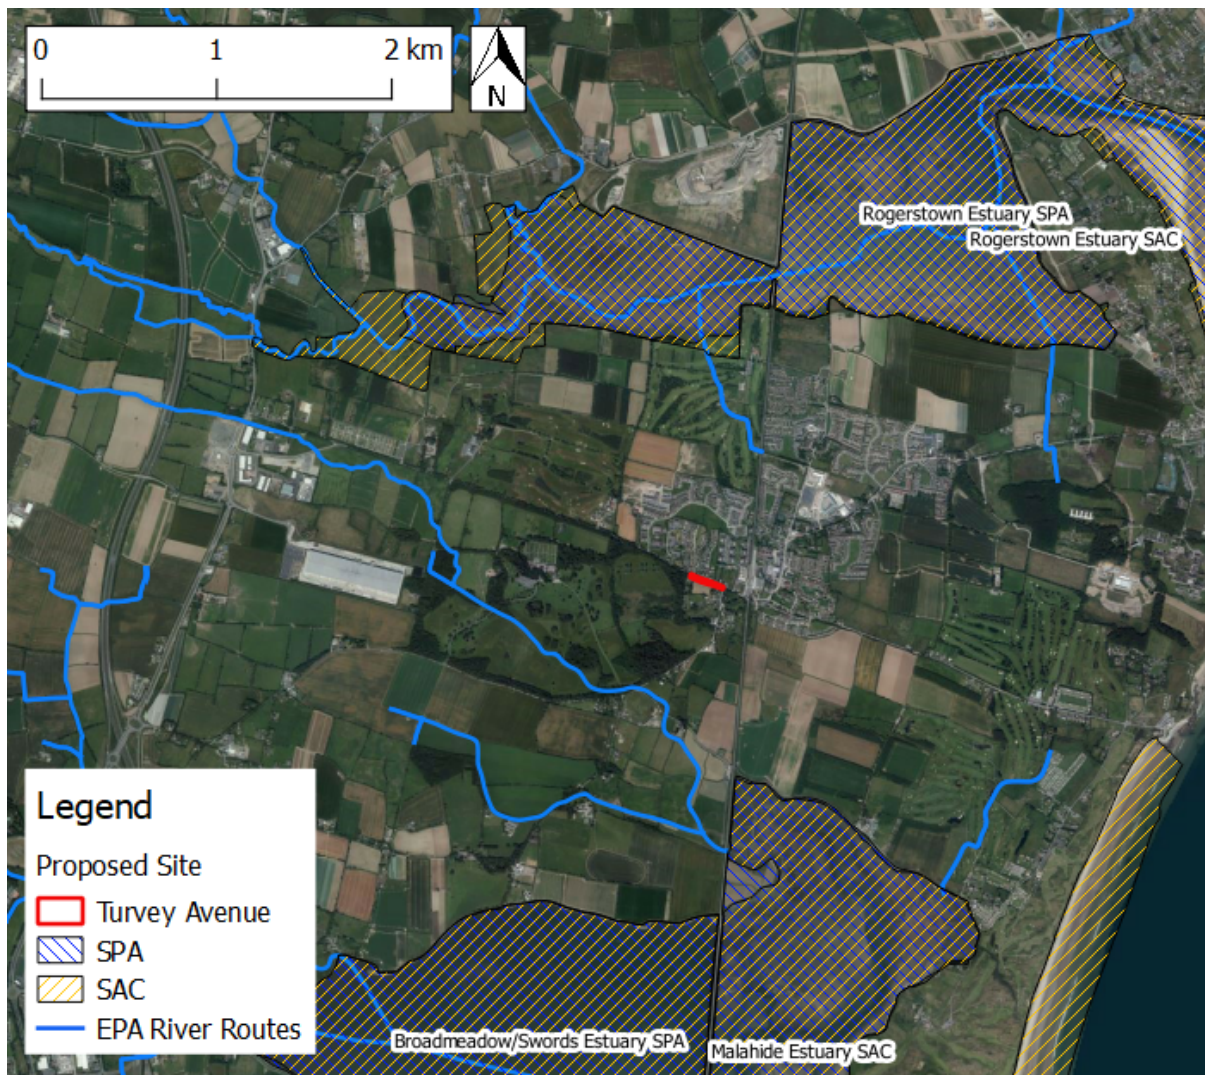 0 1 2 km
N
Rogerstown Estuary SPA
Rogerstown Estuary SAC
Legend
Proposed Site
Turvey Avenue
SPA
SAC
EPA River Routes
Broadmeadow/Swords Estuary SPA
Malahide Estuary SAC